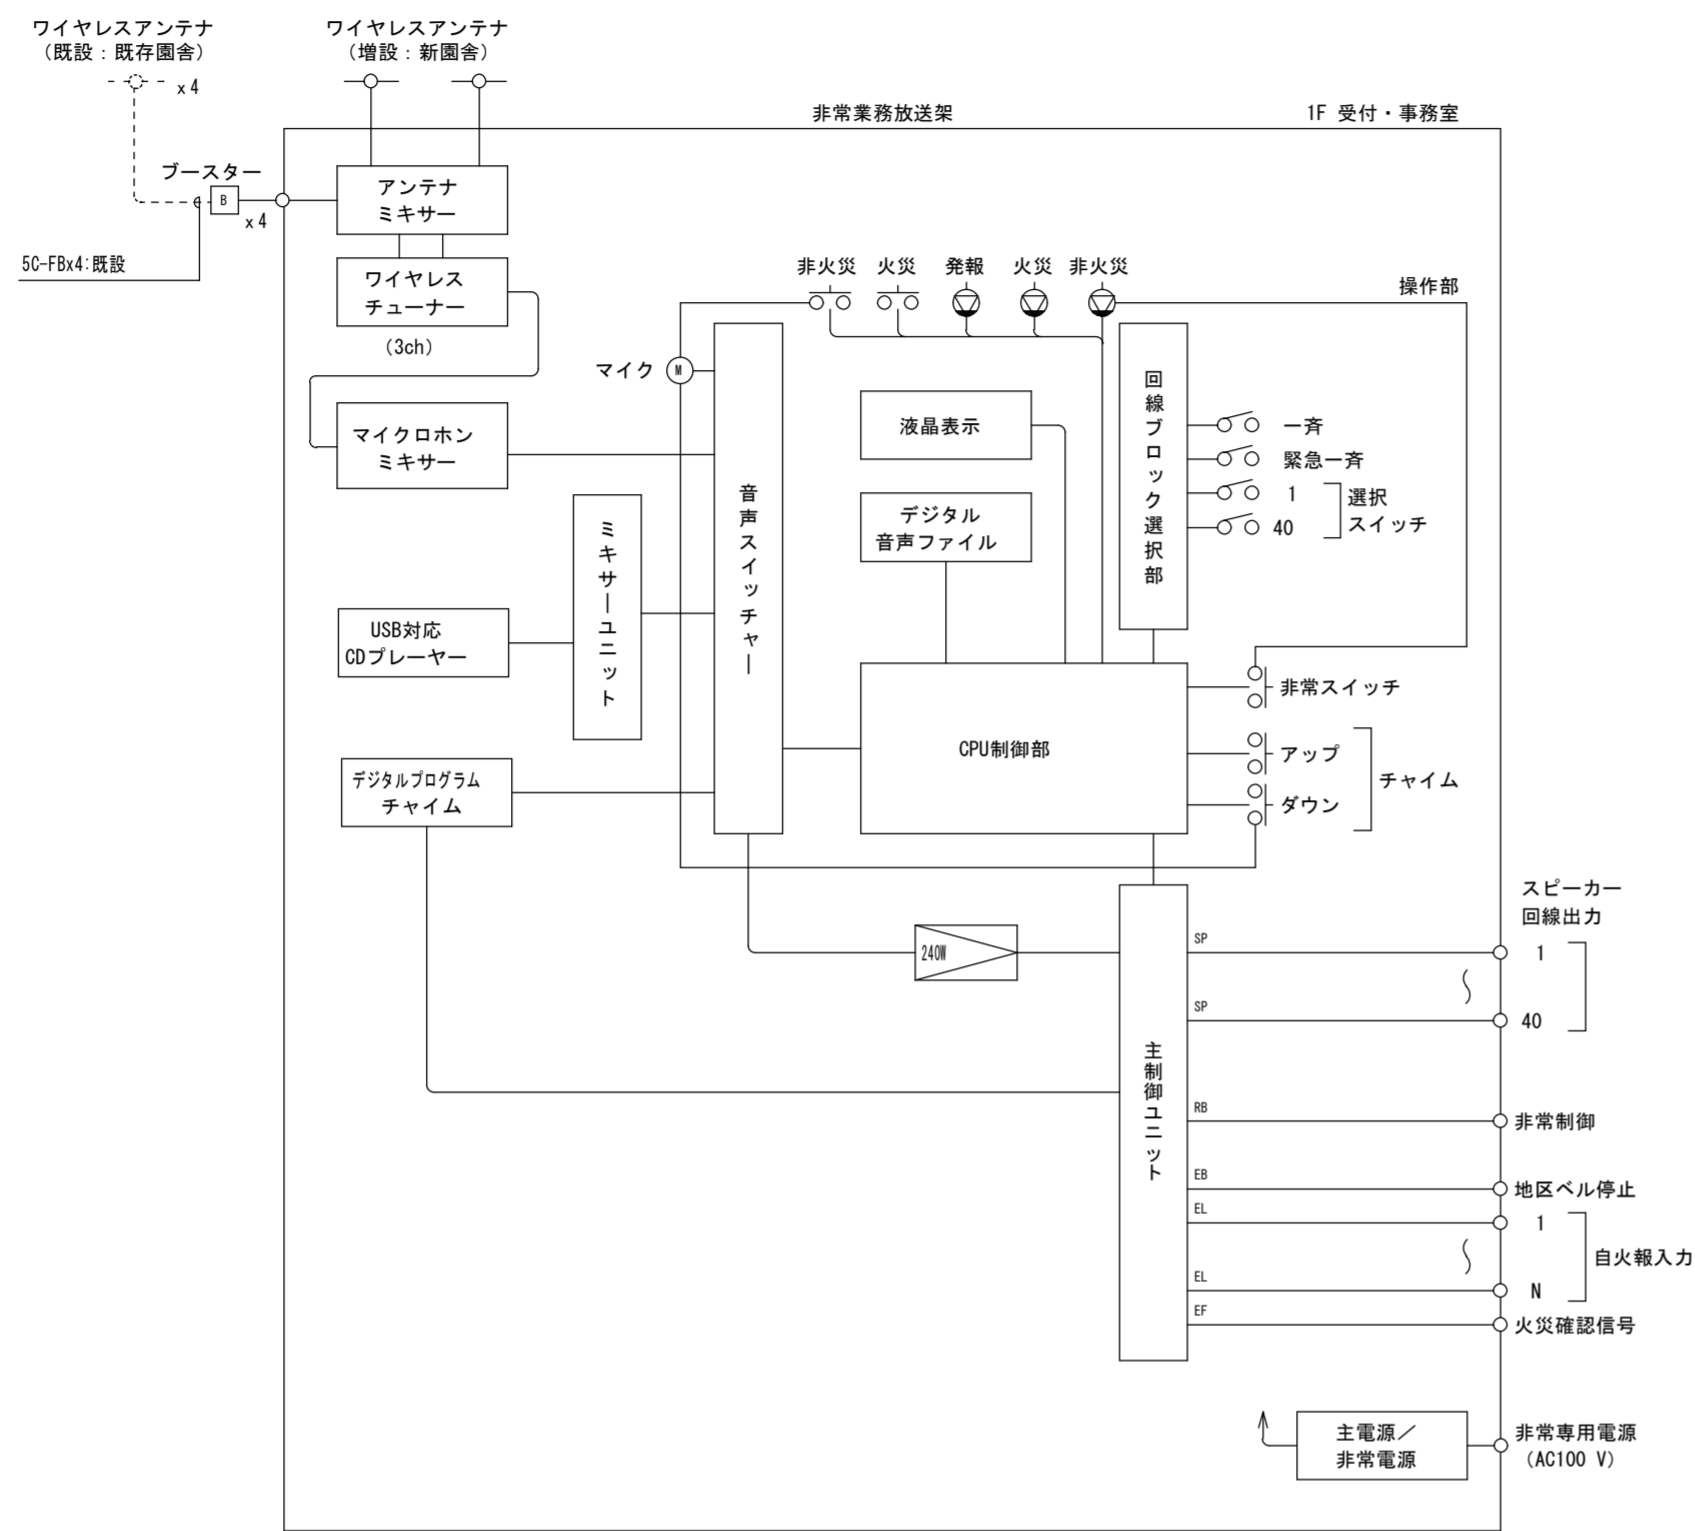 ワイヤレスアンテナ
(既設：既存園舎)
x 4
ワイヤレスアンテナ
(増設：新園舎)
非常業務放送架
1F 受付・事務室
ブースター
B
x 4
5C-FBx4:既設
アンテナ
ミキサー
ワイヤレス
チューナー
(3ch)
非火災
火災
発報
火災
非火災
操作部
マイク
M
マイクロホン
ミキサー
音声スイッチャー
液晶表示
デジタル
音声ファイル
回線ブロック選択部
一斉
緊急一斉
1
40
選択
スイッチ
ミキサーユニット
USB対応
CDプレーヤー
CPU制御部
非常スイッチ
アップ
ダウン
チャイム
デジタルプログラム
チャイム
240W
主制御ユニット
スピーカー
回線出力
SP
1
SP
40
RB
非常制御
EB
地区ベル停止
EL
1
自火報入力
EL
N
EF
火災確認信号
主電源／
非常電源
非常専用電源
(AC100 V)